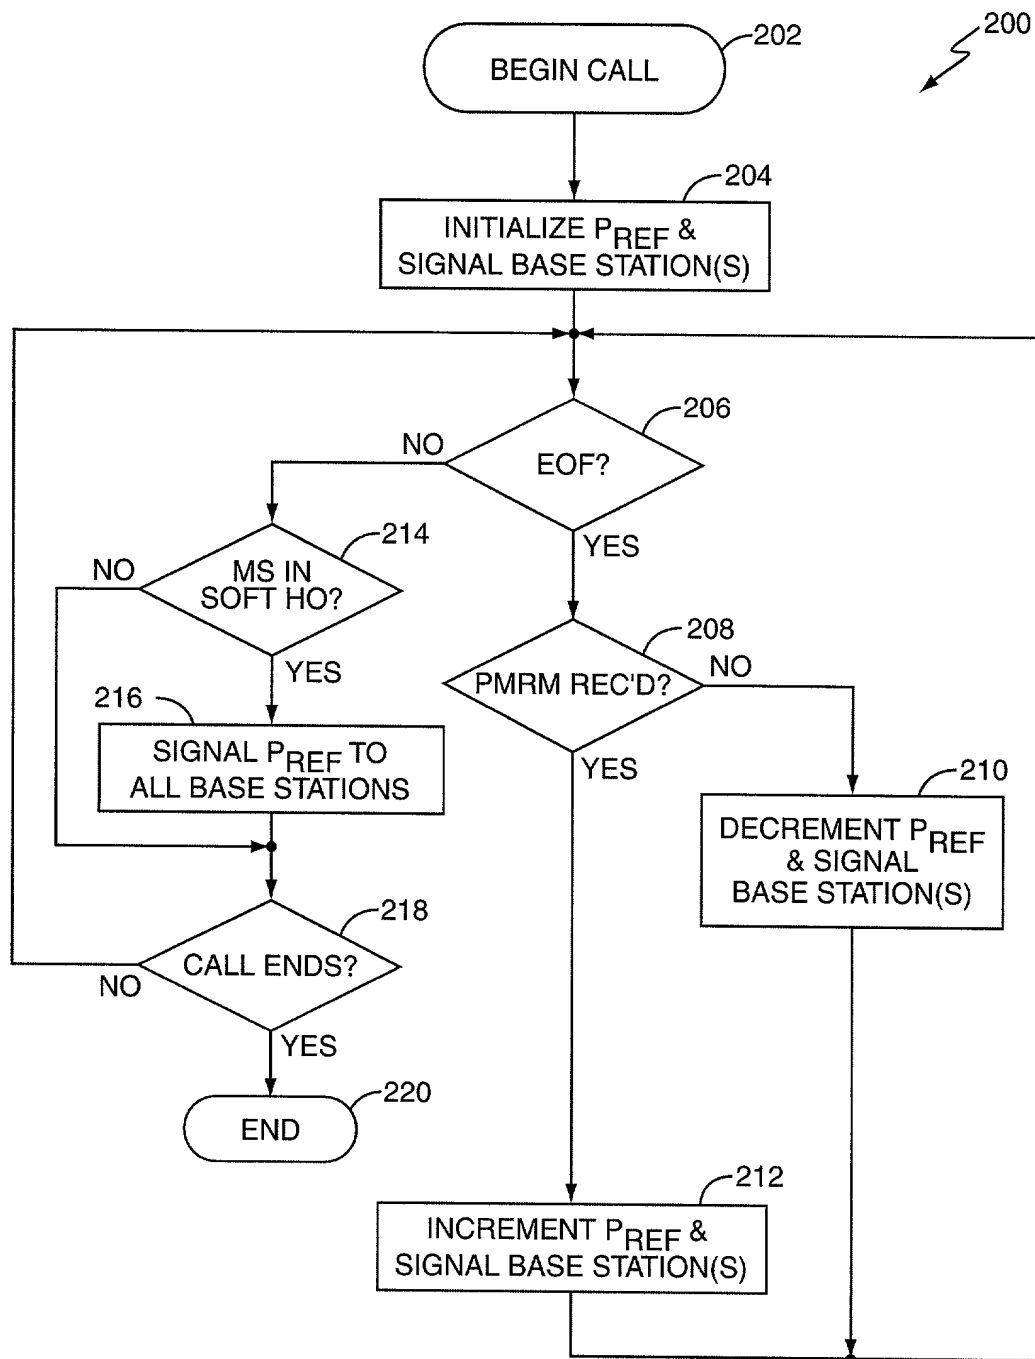 200
202
BEGIN CALL
204
INITIALIZE PREF &
SIGNAL BASE STATION(S)
206
NO
EOF?
YES
214
NO
MS IN
SOFT HO?
YES
208
NO
PMRM REC'D?
YES
216
SIGNAL PREF TO
ALL BASE STATIONS
210
DECREMENT PREF
& SIGNAL
BASE STATION(S)
218
CALL ENDS?
NO
YES
220
END
212
INCREMENT PREF &
SIGNAL BASE STATION(S)